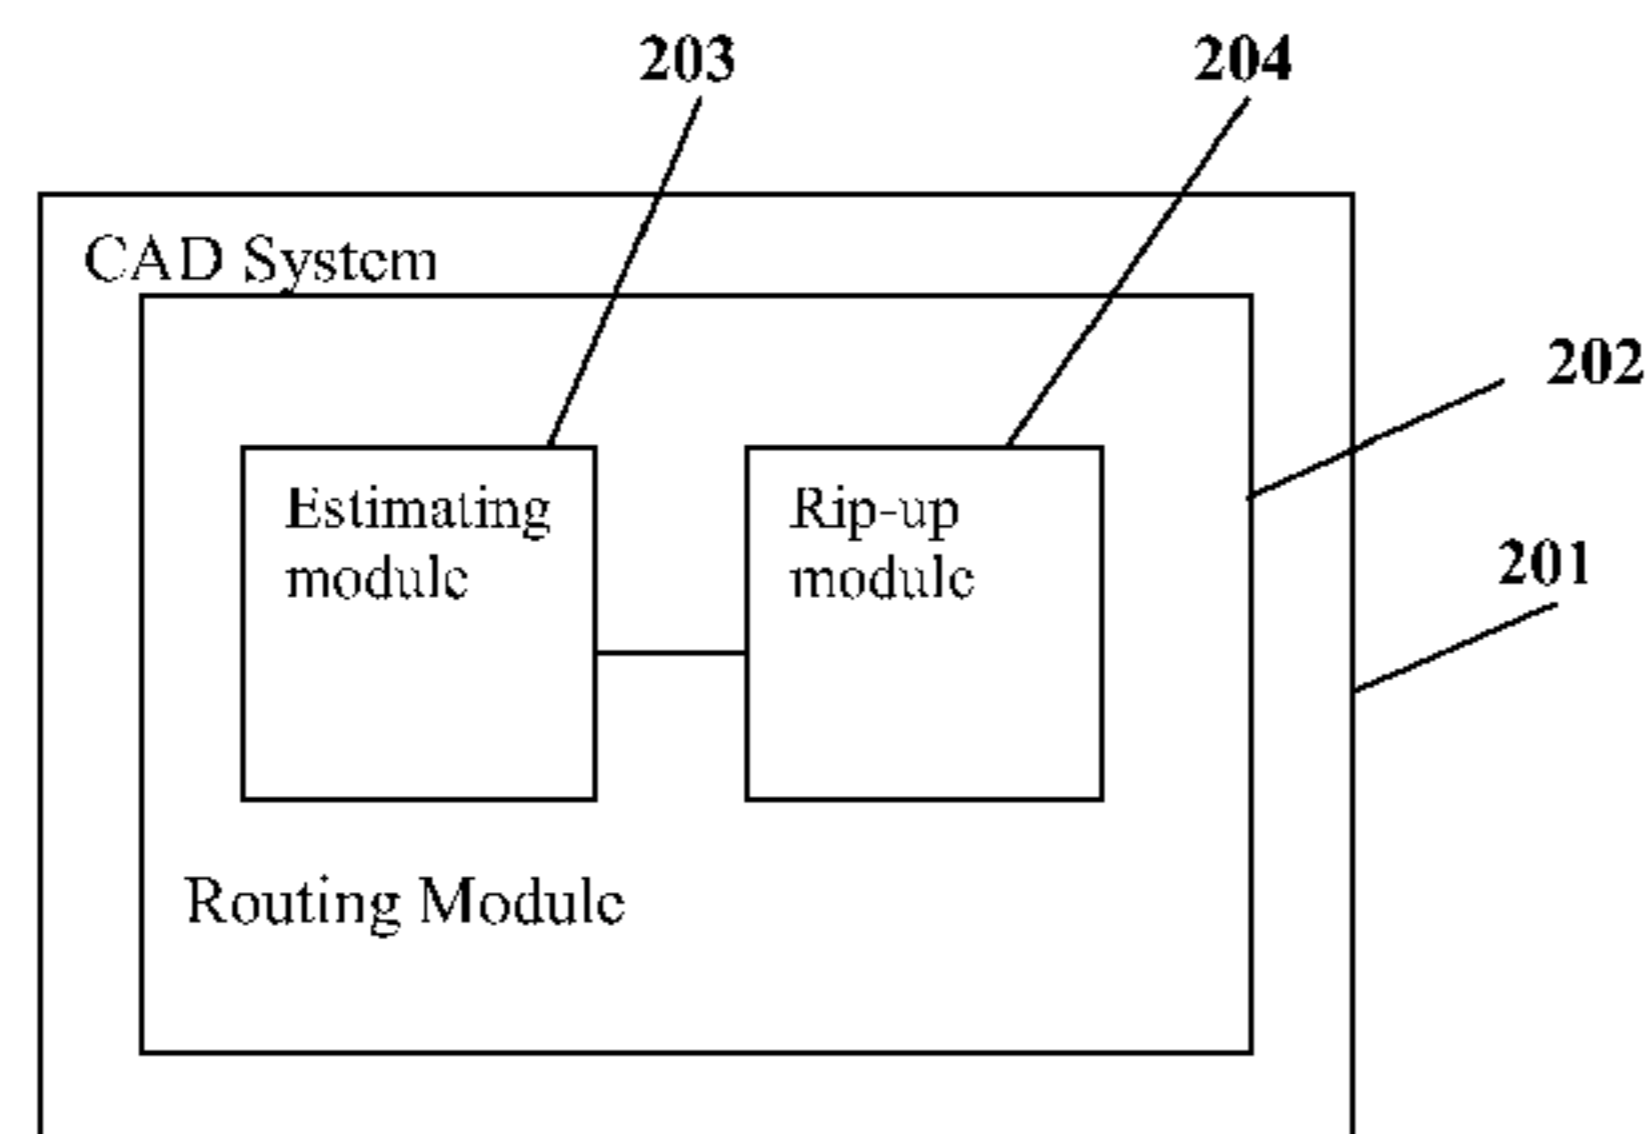 203
204
CAD System
202
Estimating
module
Rip-up
module
201
Routing Module